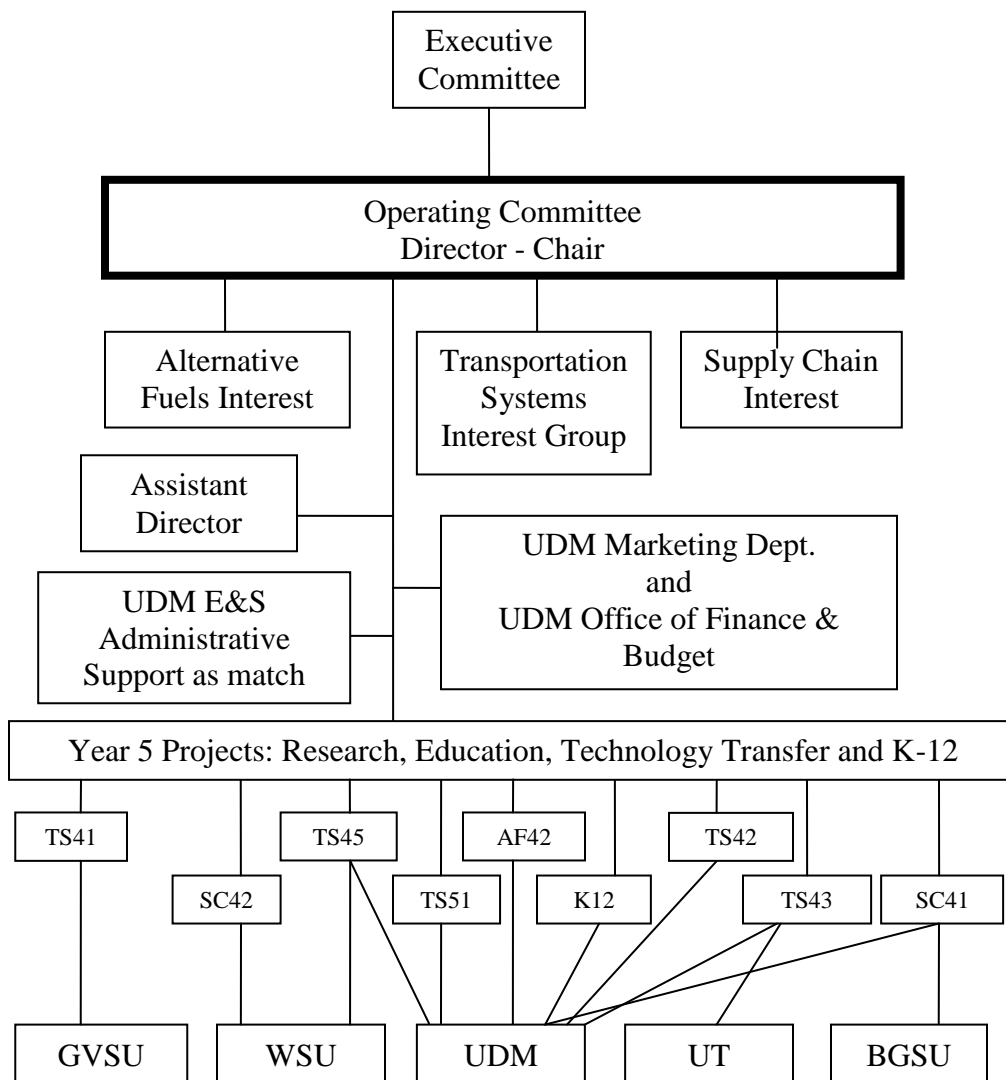 Executive
Committee
Operating Committee
Director - Chair
Alternative
Fuels Interest
Transportation
Systems
Interest Group
Supply Chain
Interest
Assistant
Director
UDM Marketing Dept.
and
UDM Office of Finance &
Budget
UDM E&S
Administrative
Support as match
Year 5 Projects: Research, Education, Technology Transfer and K-12
TS41
TS45
AF42
TS42
SC42
TS51
K12
TS43
SC41
GVSU
WSU
UDM
UT
BGSU